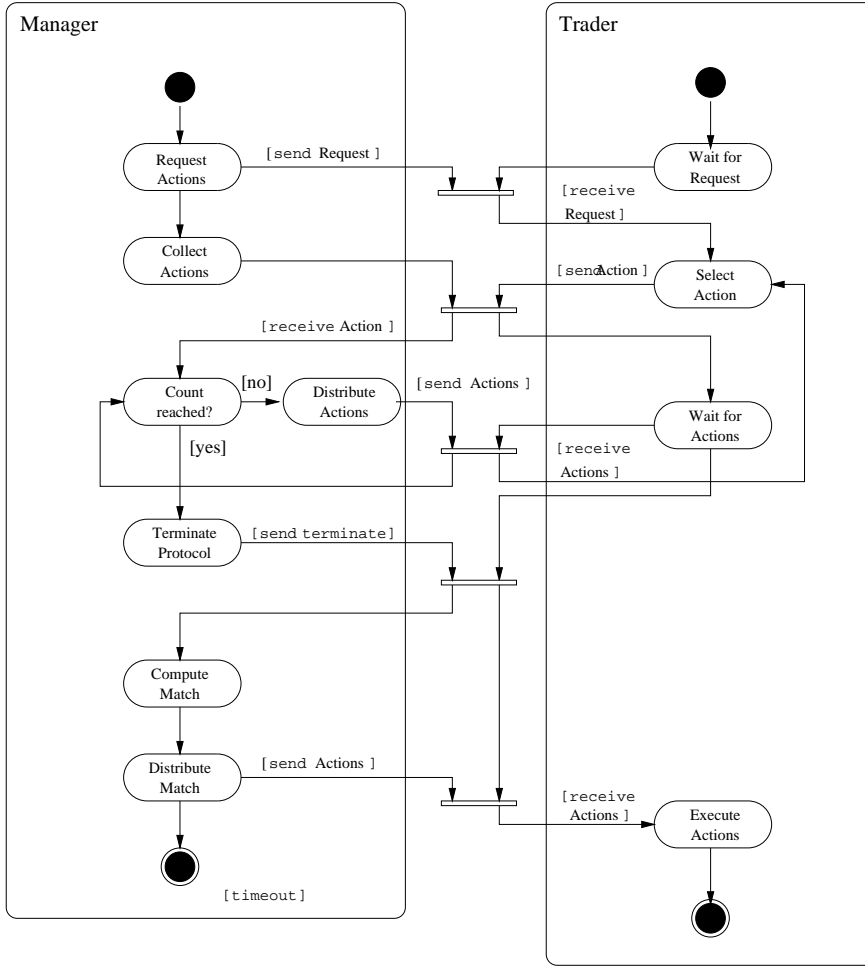 Manager
Trader
Request
Actions
[send Request ]
Wait for
Request
[receive
Request ]
Collect
Actions
[send Action ]
Select
Action
[receive Action ]
Count
reached?
[no]
Distribute
Actions
[send Actions ]
Wait for
Actions
[yes]
[receive
Actions ]
Terminate
Protocol
[send terminate]
Compute
Match
Distribute
Match
[send Actions ]
[receive
Actions ]
Execute
Actions
[timeout]